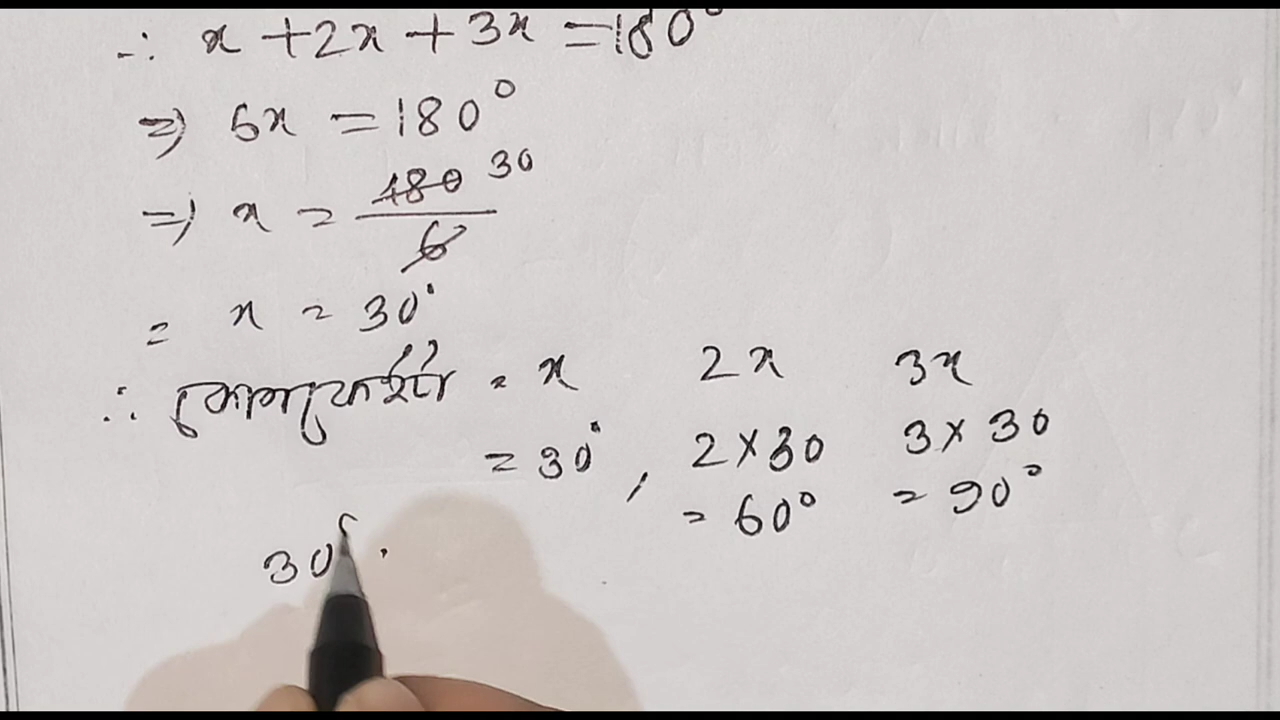 ∴ x + 2x + 3x = 180°
⇒ 6x = 180°
⇒ x = 180/6 30
= x = 30°
∴ = x 2x 3x
= 30°, 2 × 30 3 × 30
= 60° = 90°
30°